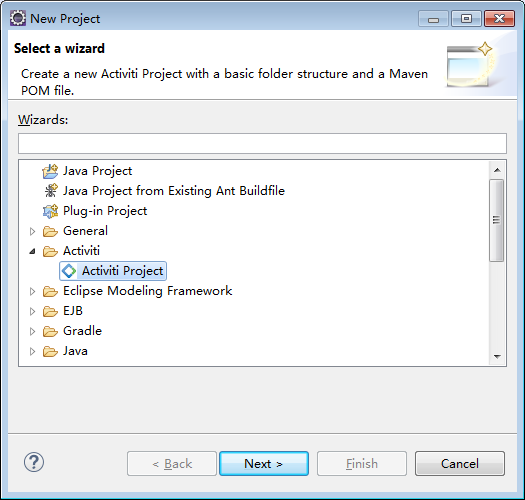 New Project
Select a wizard
Create a new Activiti Project with a basic folder structure and a Maven
POM file.
Wizards:
Java Project
Java Project from Existing Ant Buildfile
Plug-in Project
General
Activiti
Activiti Project
Eclipse Modeling Framework
EJB
Gradle
Java
? < Back Next > Finish Cancel